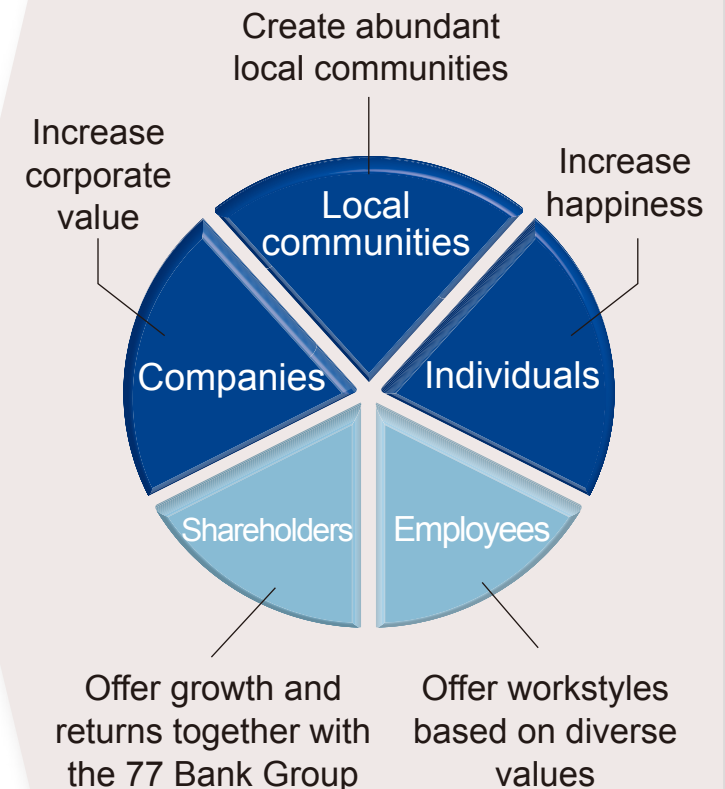 Create abundant
local communities
Increase
corporate
value
Increase
happiness
Local
communities
Companies
Individuals
Shareholders
Employees
Offer growth and
returns together with
the 77 Bank Group
Offer workstyles
based on diverse
values